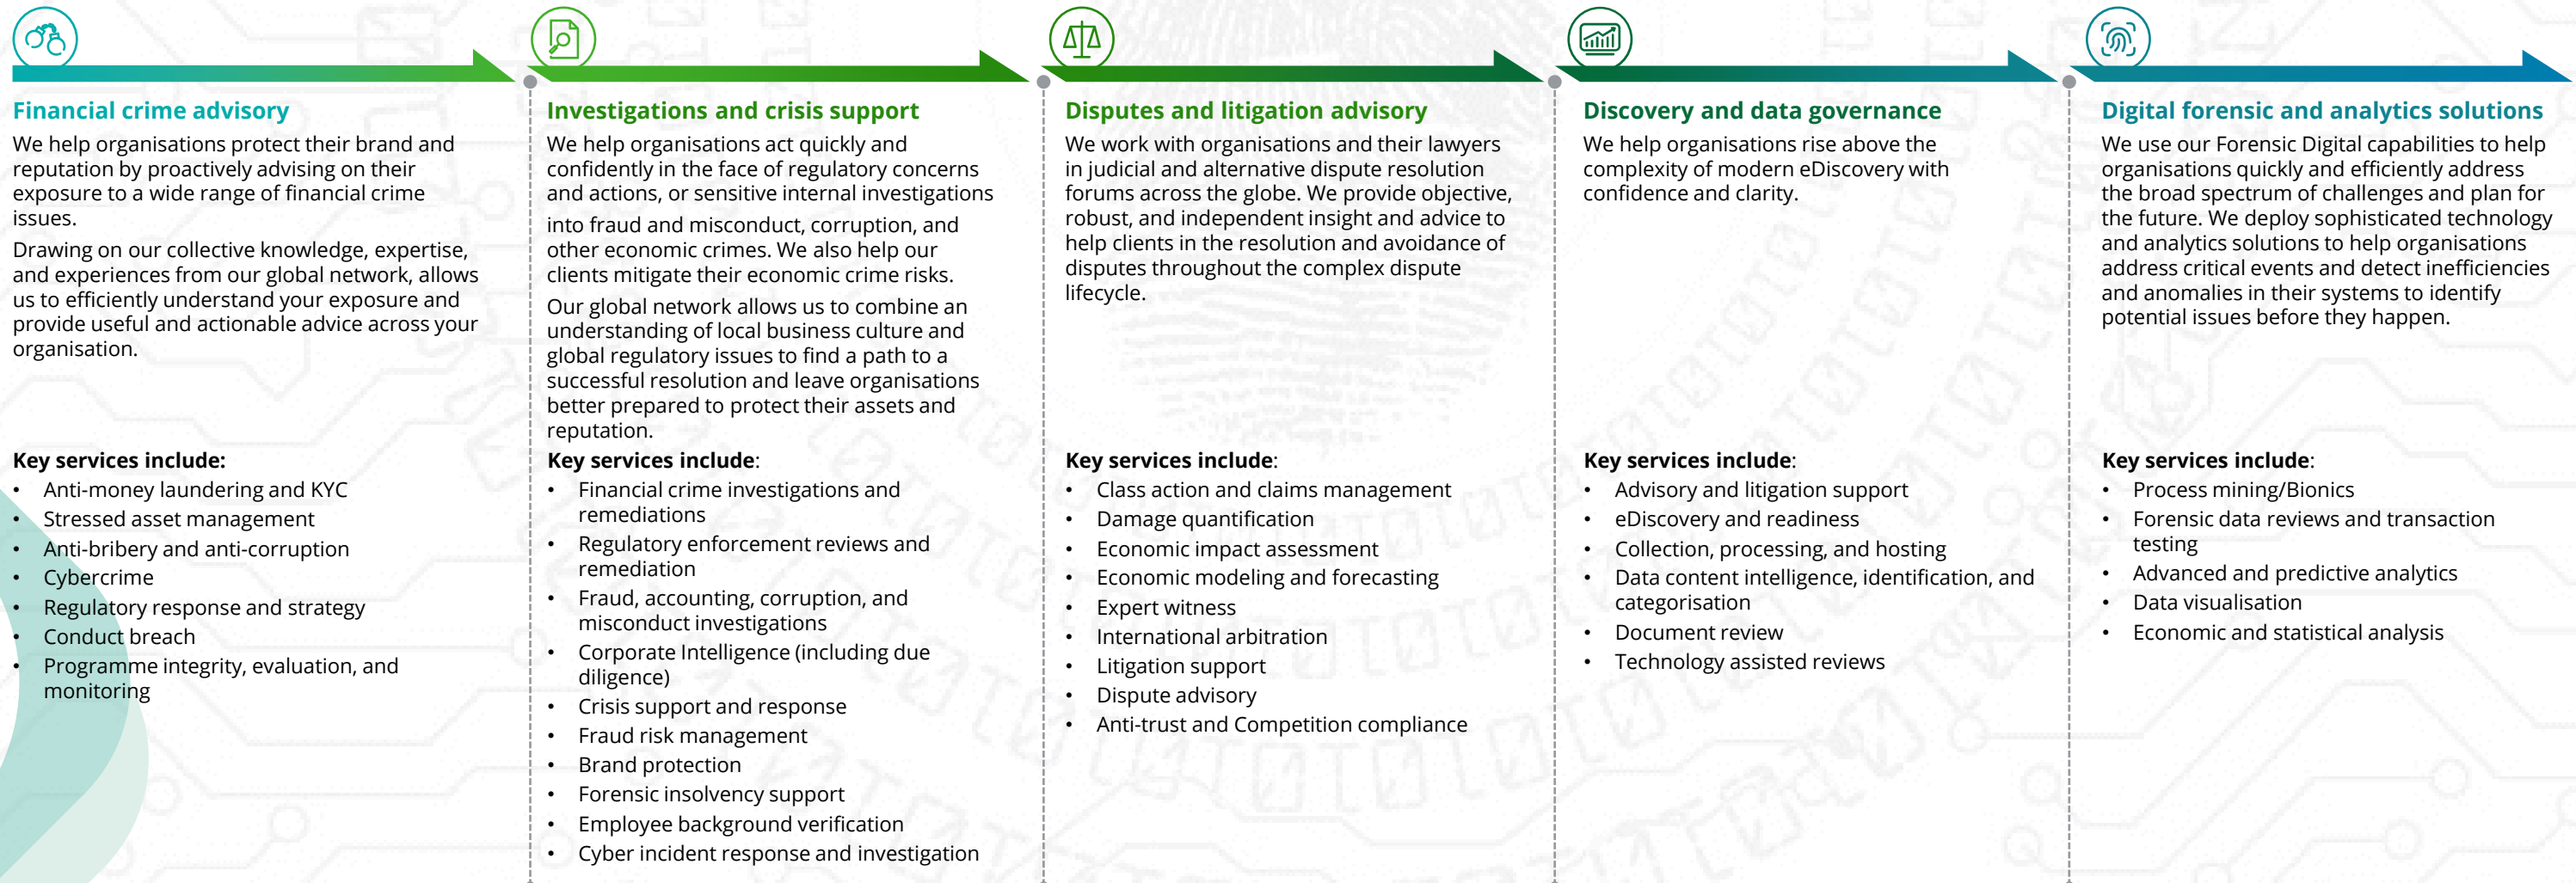 Financial crime advisory
We help organisations protect their brand and
reputation by proactively advising on their
exposure to a wide range of financial crime
issues.
Drawing on our collective knowledge, expertise,
and experiences from our global network, allows
us to efficiently understand your exposure and
provide useful and actionable advice across your
organisation.
Key services include:
• Anti-money laundering and KYC
• Stressed asset management
• Anti-bribery and anti-corruption
• Cybercrime
• Regulatory response and strategy
• Conduct breach
• Programme integrity, evaluation, and
monitoring
Investigations and crisis support
We help organisations act quickly and
confidently in the face of regulatory concerns
and actions, or sensitive internal investigations
into fraud and misconduct, corruption, and
other economic crimes. We also help our
clients mitigate their economic crime risks.
Our global network allows us to combine an
understanding of local business culture and
global regulatory issues to find a path to a
successful resolution and leave organisations
better prepared to protect their assets and
reputation.
Key services include:
• Financial crime investigations and
remediations
• Regulatory enforcement reviews and
remediation
• Fraud, accounting, corruption, and
misconduct investigations
• Corporate Intelligence (including due
diligence)
• Crisis support and response
• Fraud risk management
• Brand protection
• Forensic insolvency support
• Employee background verification
• Cyber incident response and investigation
Disputes and litigation advisory
We work with organisations and their lawyers
in judicial and alternative dispute resolution
forums across the globe. We provide objective,
robust, and independent insight and advice to
help clients in the resolution and avoidance of
disputes throughout the complex dispute
lifecycle.
Key services include:
• Class action and claims management
• Damage quantification
• Economic impact assessment
• Economic modeling and forecasting
• Expert witness
• International arbitration
• Litigation support
• Dispute advisory
• Anti-trust and Competition compliance
Discovery and data governance
We help organisations rise above the
complexity of modern eDiscovery with
confidence and clarity.
Key services include:
• Advisory and litigation support
• eDiscovery and readiness
• Collection, processing, and hosting
• Data content intelligence, identification, and
categorisation
• Document review
• Technology assisted reviews
Digital forensic and analytics solutions
We use our Forensic Digital capabilities to help
organisations quickly and efficiently address
the broad spectrum of challenges and plan for
the future. We deploy sophisticated technology
and analytics solutions to help organisations
address critical events and detect inefficiencies
and anomalies in their systems to identify
potential issues before they happen.
Key services include:
• Process mining/Bionics
• Forensic data reviews and transaction
testing
• Advanced and predictive analytics
• Data visualisation
• Economic and statistical analysis